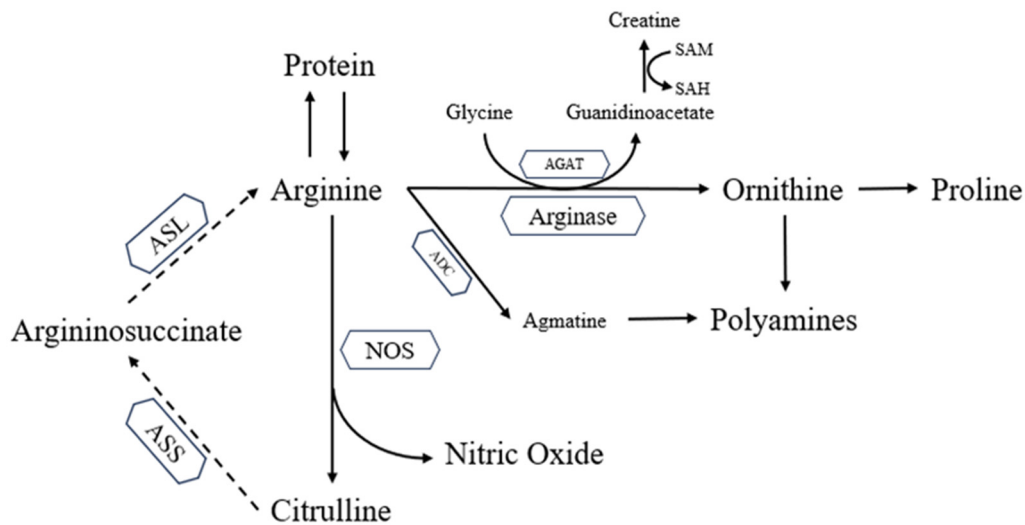 Creatine
SAM
SAH
Protein
Glycine
Guanidinoacetate
AGAT
Arginine
Ornithine
Proline
Arginase
ASL
ADC
Argininosuccinate
Agmatine
Polyamines
NOS
ASS
Nitric Oxide
Citrulline